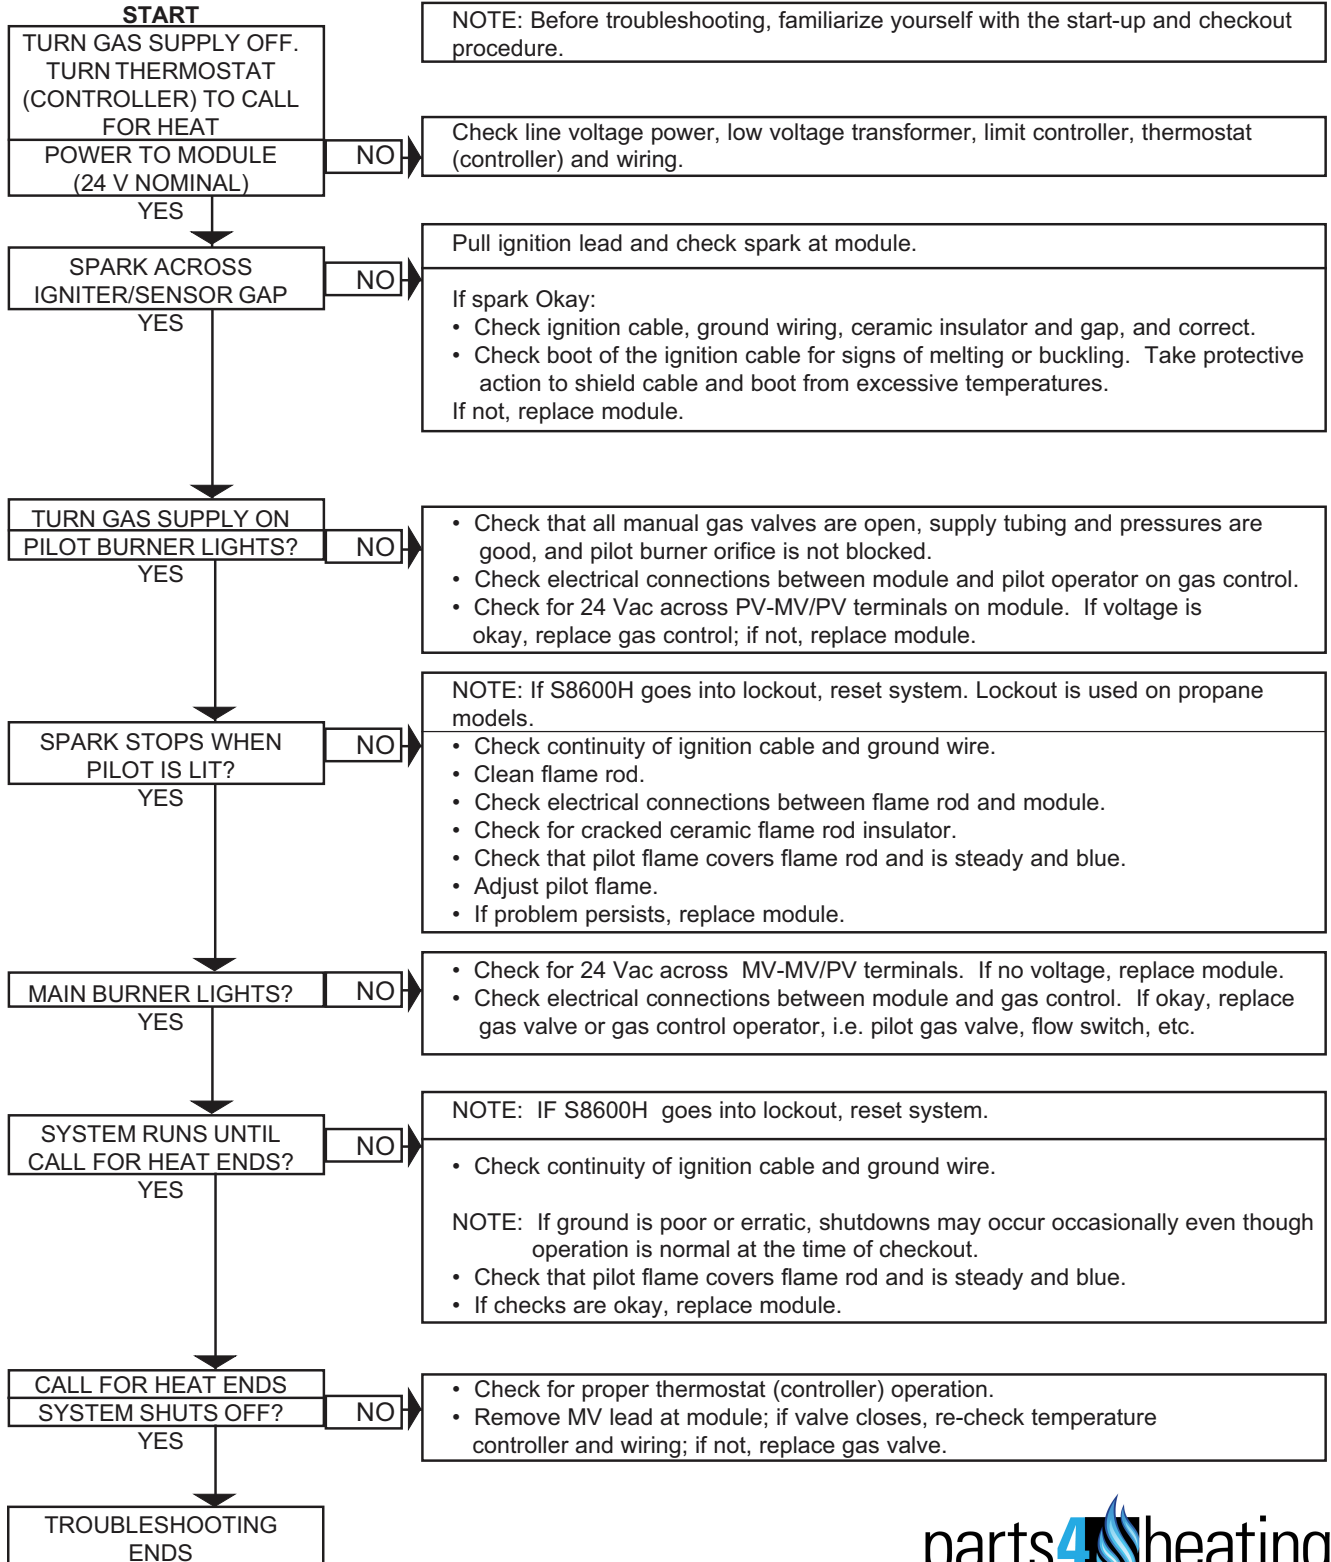 START
TURN GAS SUPPLY OFF.
TURN THERMOSTAT
(CONTROLLER) TO CALL
FOR HEAT
NOTE: Before troubleshooting, familiarize yourself with the start-up and checkout
procedure.
POWER TO MODULE
(24 V NOMINAL)
NO
Check line voltage power, low voltage transformer, limit controller, thermostat
(controller) and wiring.
YES
SPARK ACROSS
IGNITER/SENSOR GAP
NO
Pull ignition lead and check spark at module.
If spark Okay:
• Check ignition cable, ground wiring, ceramic insulator and gap, and correct.
• Check boot of the ignition cable for signs of melting or buckling. Take protective
action to shield cable and boot from excessive temperatures.
If not, replace module.
YES
TURN GAS SUPPLY ON
PILOT BURNER LIGHTS?
NO
• Check that all manual gas valves are open, supply tubing and pressures are
good, and pilot burner orifice is not blocked.
• Check electrical connections between module and pilot operator on gas control.
• Check for 24 Vac across PV-MV/PV terminals on module. If voltage is
okay, replace gas control; if not, replace module.
YES
SPARK STOPS WHEN
PILOT IS LIT?
NO
NOTE: If S8600H goes into lockout, reset system. Lockout is used on propane
models.
• Check continuity of ignition cable and ground wire.
• Clean flame rod.
• Check electrical connections between flame rod and module.
• Check for cracked ceramic flame rod insulator.
• Check that pilot flame covers flame rod and is steady and blue.
• Adjust pilot flame.
• If problem persists, replace module.
YES
MAIN BURNER LIGHTS?
NO
• Check for 24 Vac across MV-MV/PV terminals. If no voltage, replace module.
• Check electrical connections between module and gas control. If okay, replace
gas valve or gas control operator, i.e. pilot gas valve, flow switch, etc.
YES
SYSTEM RUNS UNTIL
CALL FOR HEAT ENDS?
NO
NOTE: IF S8600H goes into lockout, reset system.
• Check continuity of ignition cable and ground wire.
NOTE: If ground is poor or erratic, shutdowns may occur occasionally even though
operation is normal at the time of checkout.
• Check that pilot flame covers flame rod and is steady and blue.
• If checks are okay, replace module.
YES
CALL FOR HEAT ENDS
SYSTEM SHUTS OFF?
NO
• Check for proper thermostat (controller) operation.
• Remove MV lead at module; if valve closes, re-check temperature
controller and wiring; if not, replace gas valve.
YES
TROUBLESHOOTING
ENDS
parts4heating